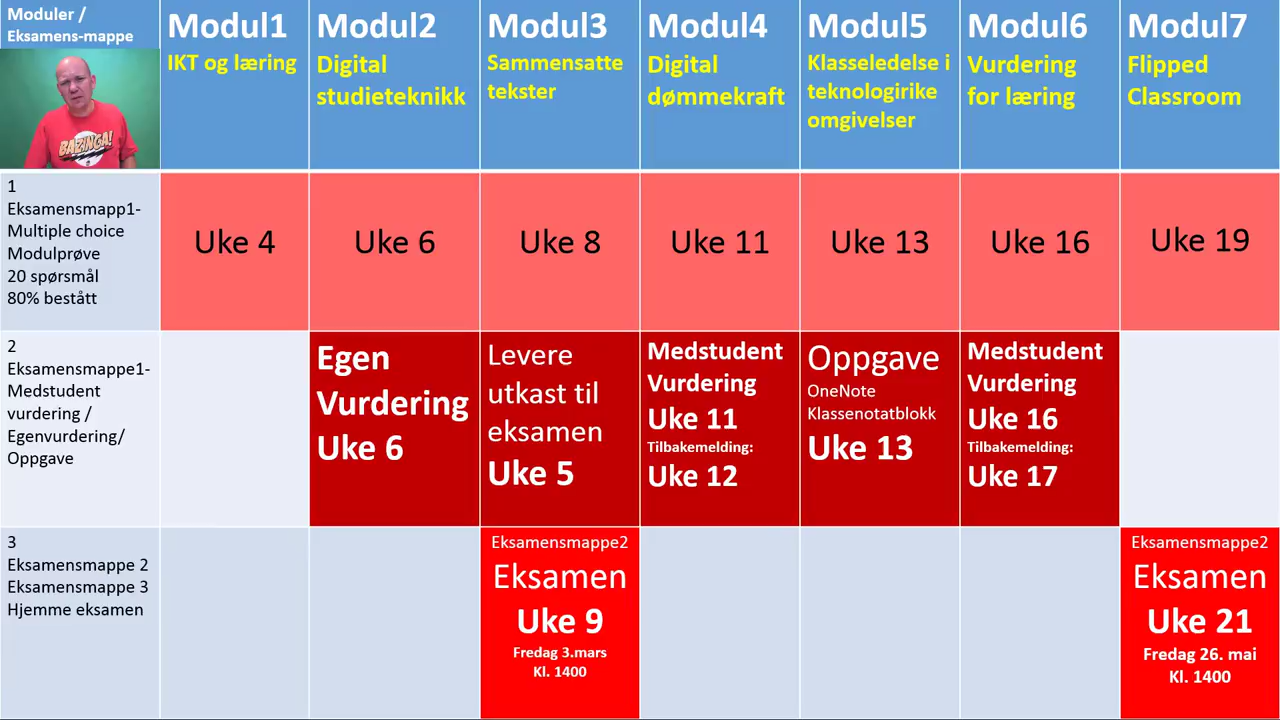 Moduler /
Eksamens-mappe
BAZINGA!
Modul1
IKT og læring
Modul2
Digital
studieteknikk
Modul3
Sammensatte
tekster
Modul4
Digital
dømmekraft
Modul5
Klasseledelse i
teknologirike
omgivelser
Modul6
Vurdering
for læring
Modul7
Flipped
Classroom
1
Eksamensmapp1-
Multiple choice
Modulprøve
20 spørsmål
80% bestått
Uke 4
Uke 6
Uke 8
Uke 11
Uke 13
Uke 16
Uke 19
2
Eksamensmappe1-
Medstudent
vurdering /
Egenvurdering/
Oppgave
Egen
Vurdering
Uke 6
Levere
utkast til
eksamen
Uke 5
Medstudent
Vurdering
Uke 11
Tilbakemelding:
Uke 12
Oppgave
OneNote
Klassenotatblokk
Uke 13
Medstudent
Vurdering
Uke 16
Tilbakemelding:
Uke 17
3
Eksamensmappe 2
Eksamensmappe 3
Hjemme eksamen
Eksamensmappe2
Eksamen
Uke 9
Fredag 3.mars
Kl. 1400
Eksamensmappe2
Eksamen
Uke 21
Fredag 26. mai
Kl. 1400